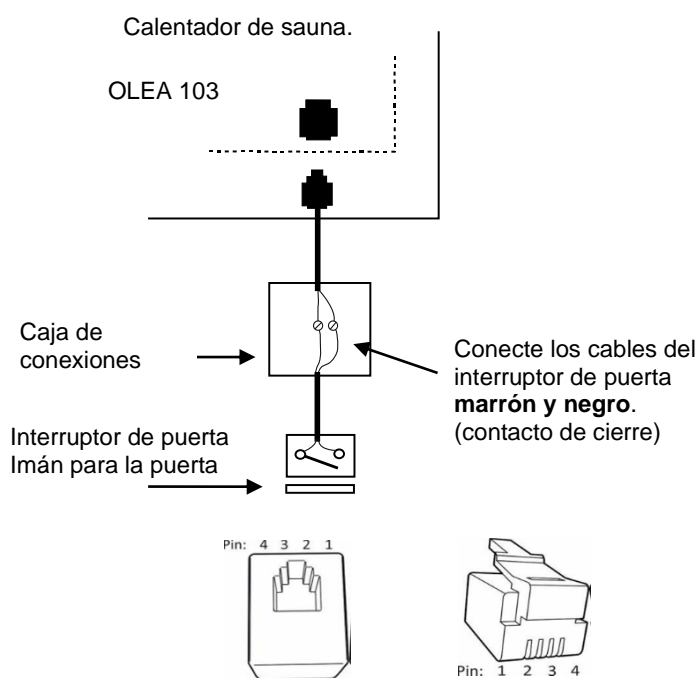 Calentador de sauna.
OLEA 103
Caja de
conexiones
Conecte los cables del
interruptor de puerta
marrón y negro.
(contacto de cierre)
Interruptor de puerta
Imán para la puerta
Pin: 4 3 2 1
Pin: 1 2 3 4